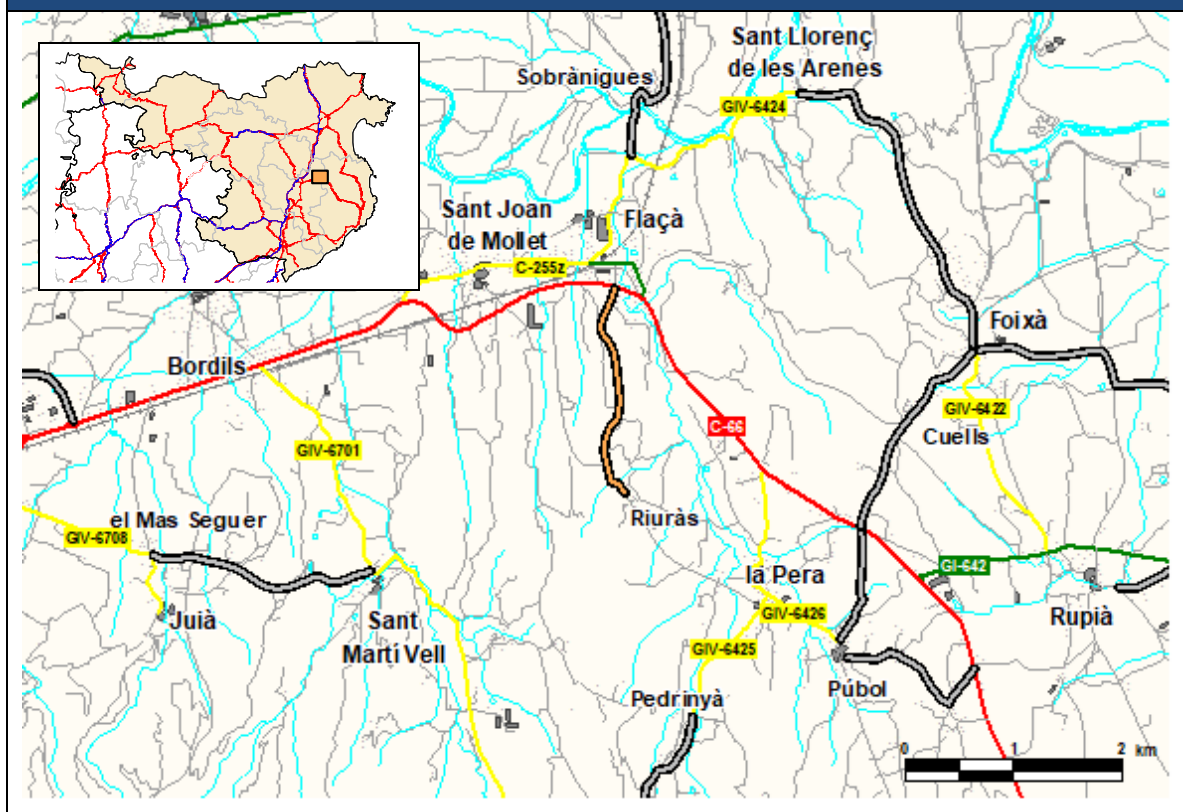 Sant Llorenç
de les Arenes
Sobrànigues
GIV-6424
Sant Joan
de Mollet
Flaçà
C-255z
Foixà
Bordils
GIV-6422
C-66
Cuells
GIV-6701
Riuràs
el Mas Seguer
GIV-6708
GI-642
la Pera
Juià
Sant
Martí Vell
GIV-6426
Rupià
GIV-6425
Púbol
Pedrinyà
0 1 2 km